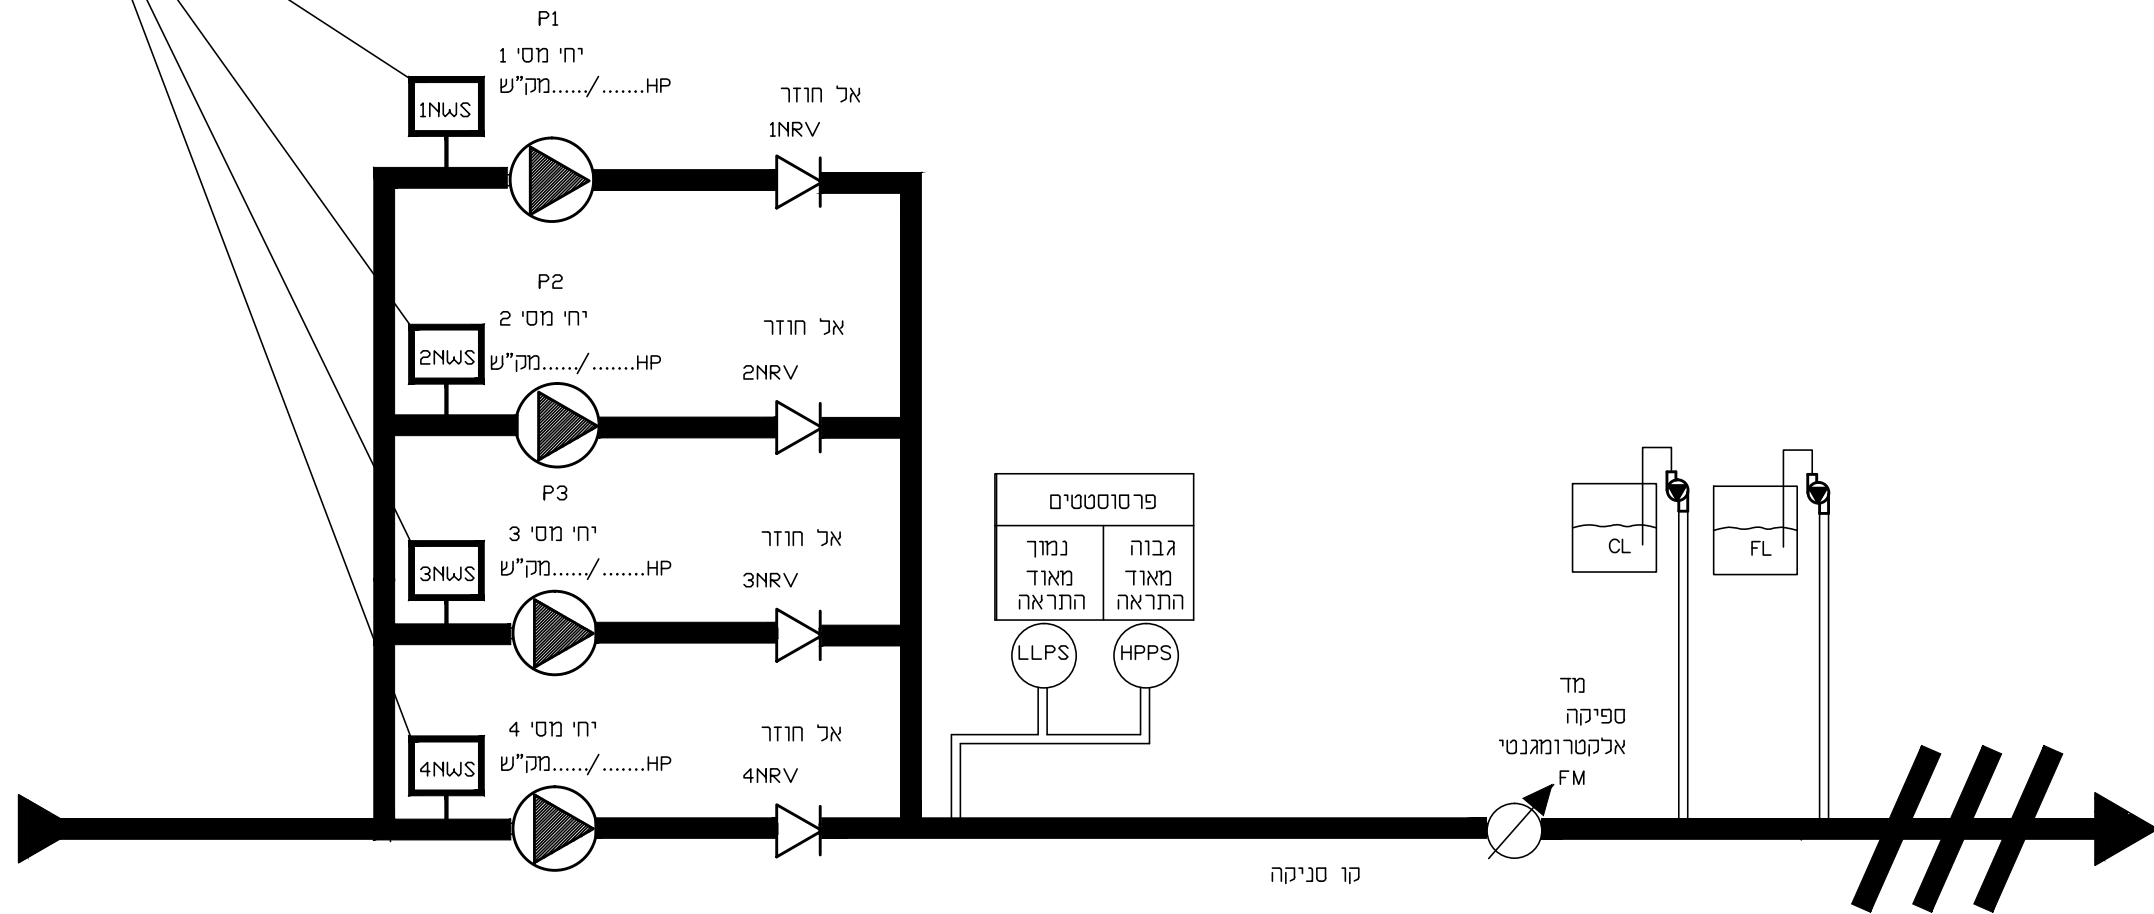 P1
יחי' מס' 1
מק"ש....../.......HP
1NWS
אל חוזר
1NRV
P2
יחי' מס' 2
מק"ש....../.......HP
2NWS
אל חוזר
2NRV
P3
יחי' מס' 3
מק"ש....../.......HP
3NWS
אל חוזר
3NRV
יחי' מס' 4
מק"ש....../.......HP
4NWS
אל חוזר
4NRV
פרסוסטטים
גבוה
מאוד
התראה
נמוך
מאוד
התראה
LLPS
HPPS
CL
FL
מד
ספיקה
אלקטרומגנטי
FM
קו סניקה